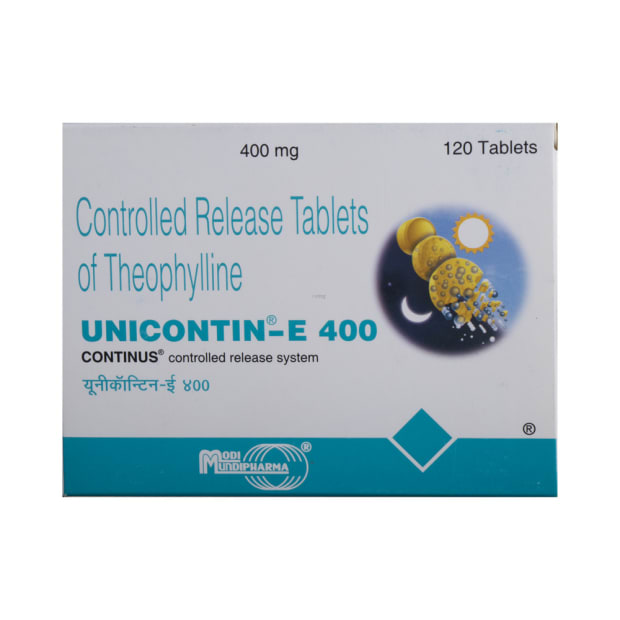 400 mg
120 Tablets
Controlled Release Tablets
of Theophylline
UNICONTIN®-E 400
CONTINUS® controlled release system
यूनीकॉन्टिन-ई ४००
®
MODI ®
MUNDIPHARMA